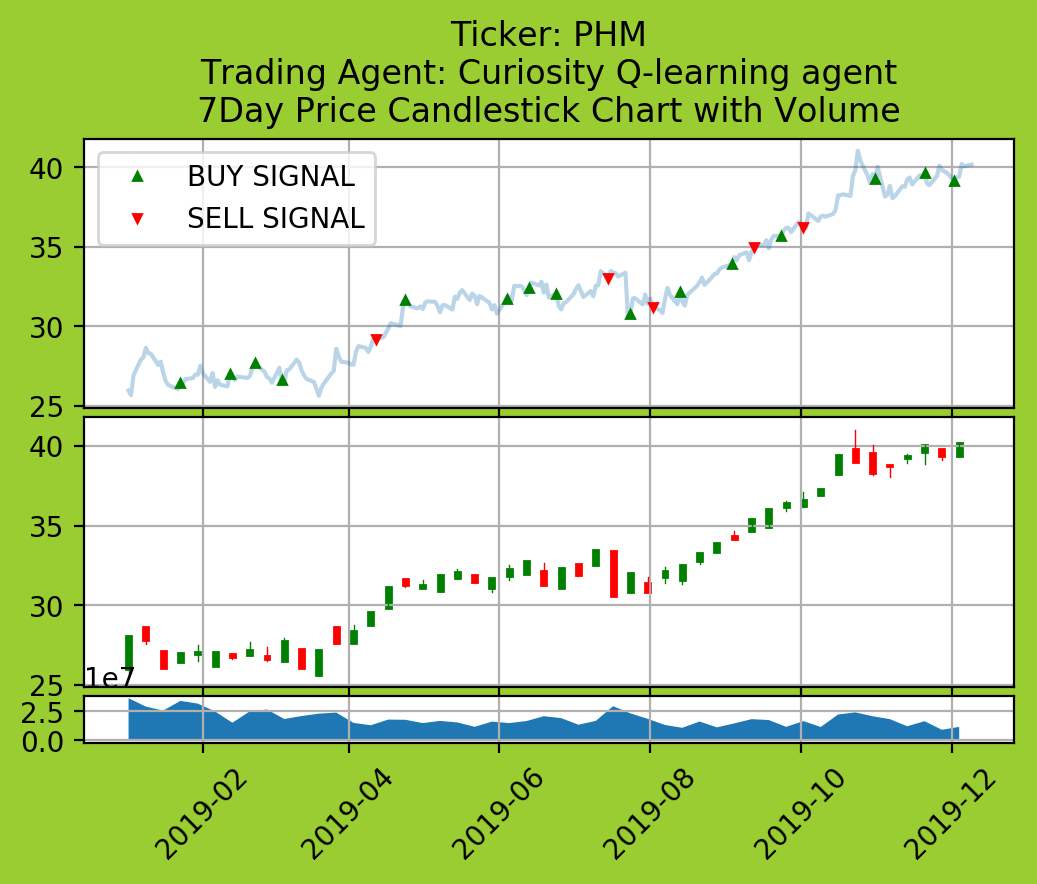 Ticker: PHM
Trading Agent: Curiosity Q-learning agent
7Day Price Candlestick Chart with Volume
BUY SIGNAL
SELL SIGNAL
40
35
30
25
40
35
30
25
1e7
2.5
0.0
2019-02
2019-04
2019-06
2019-08
2019-10
2019-12